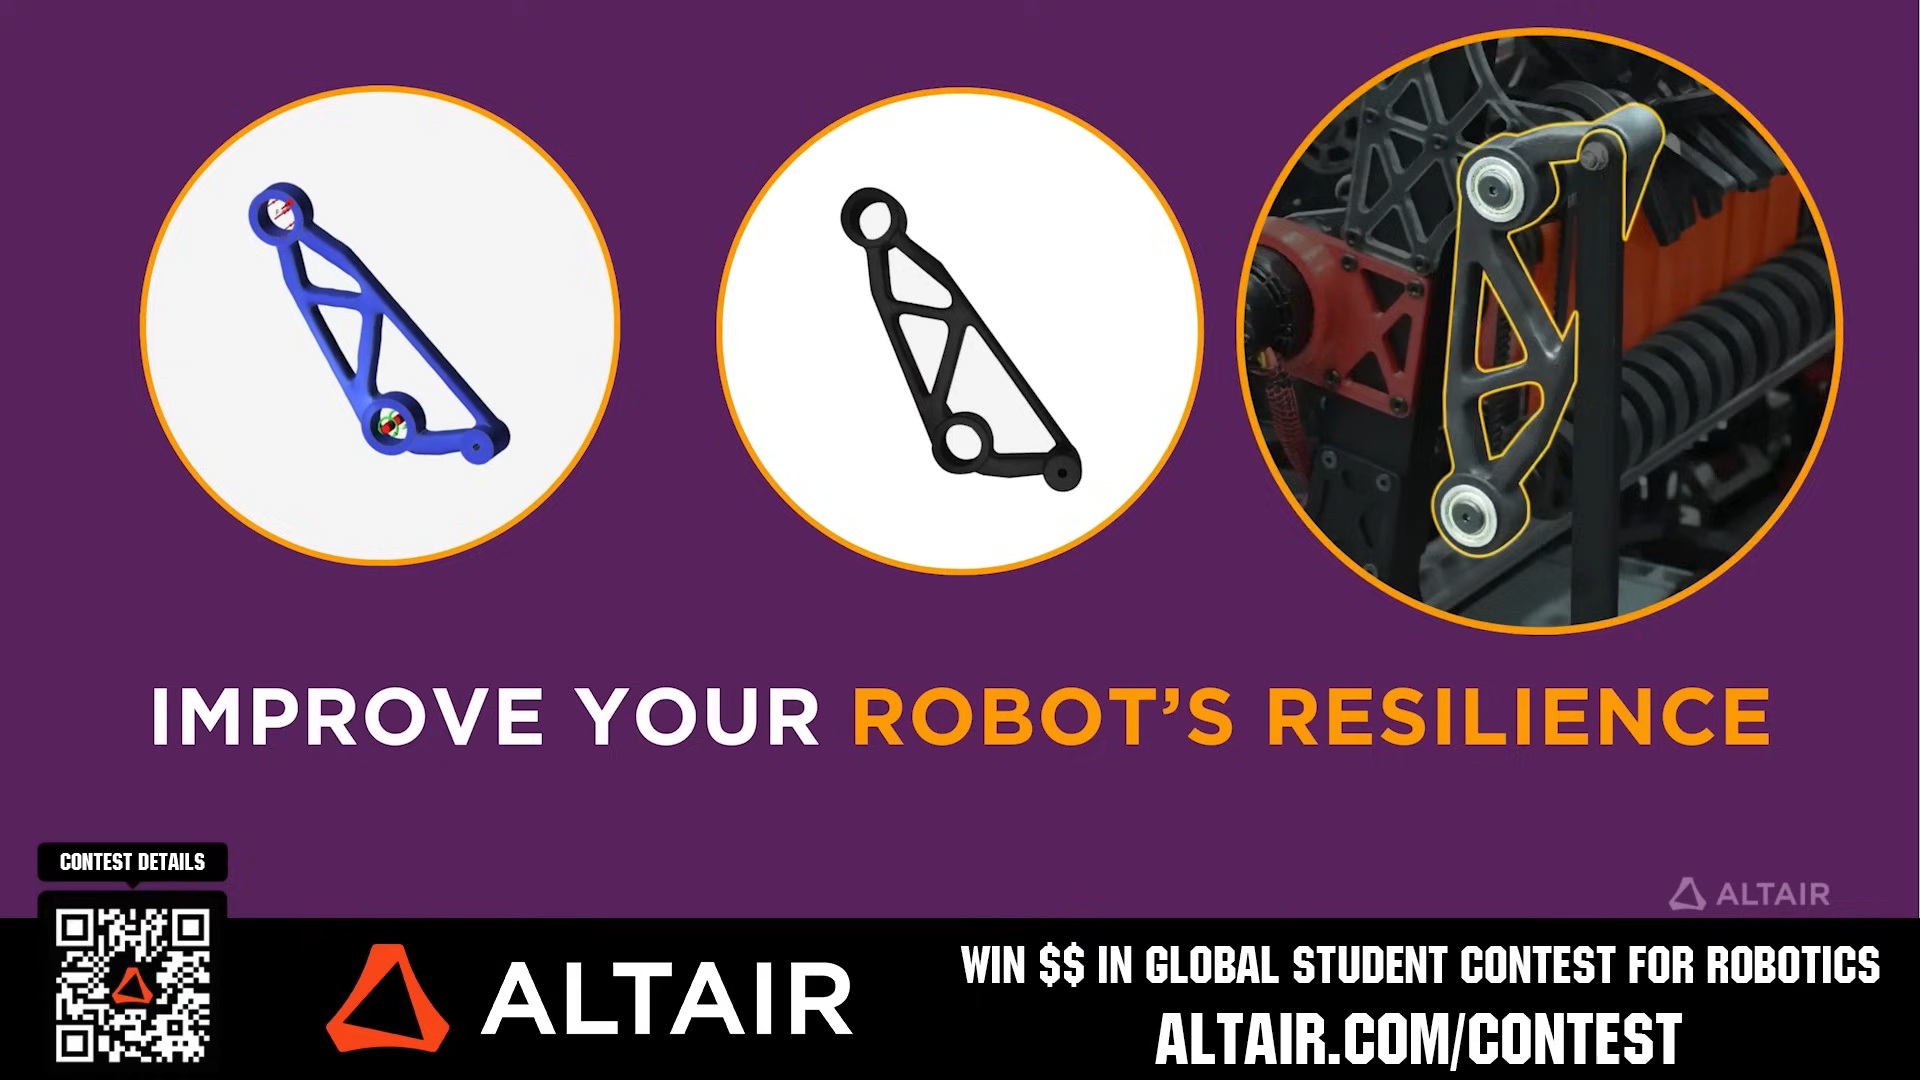 IMPROVE YOUR ROBOT'S RESILIENCE
CONTEST DETAILS
ALTAIR
ALTAIR
WIN $$ IN GLOBAL STUDENT CONTEST FOR ROBOTICS
ALTAIR.COM/CONTEST